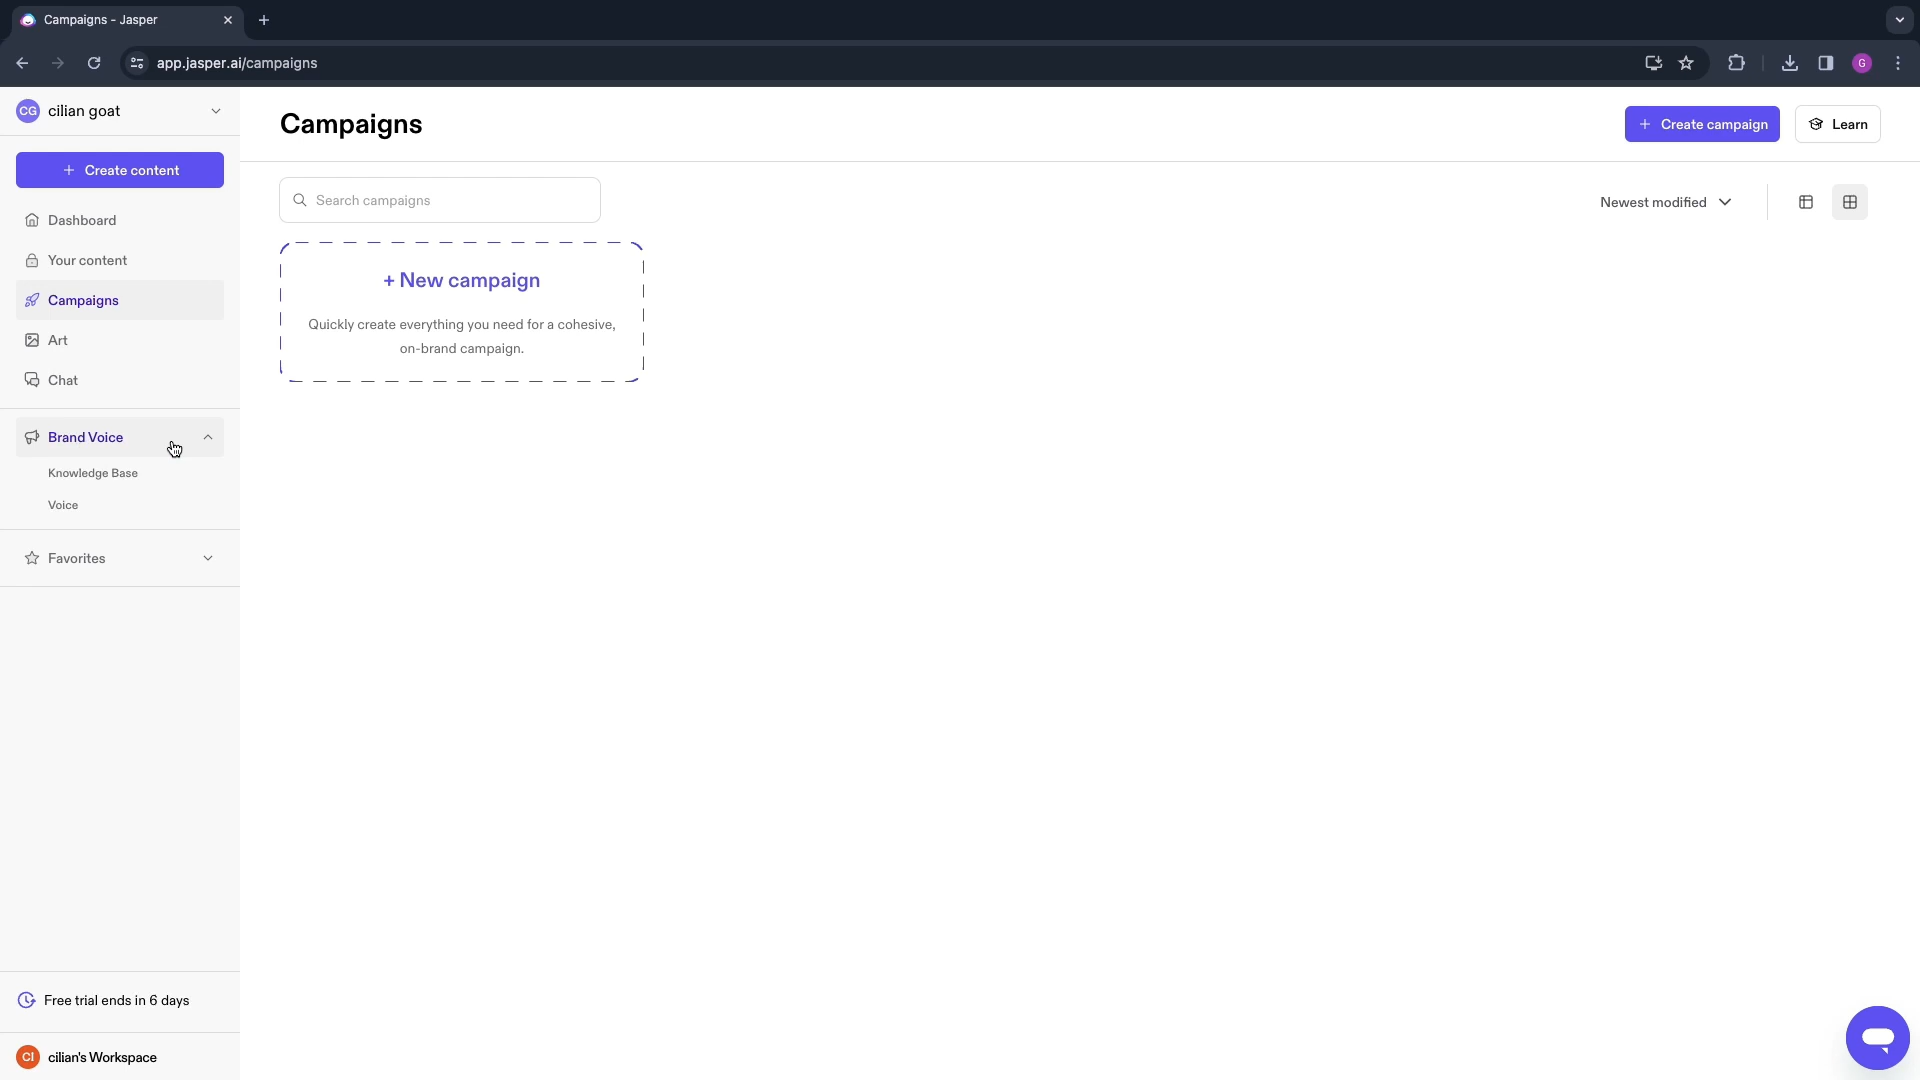 Campaigns - Jasper
app.jasper.ai/campaigns
G
CG cilian goat
+ Create content
Dashboard
Your content
Campaigns
Art
Chat
Brand Voice
Knowledge Base
Voice
Favorites
Free trial ends in 6 days
CI cilian's Workspace
Campaigns
+ Create campaign
Learn
Search campaigns
Newest modified
+ New campaign
Quickly create everything you need for a cohesive,
on-brand campaign.